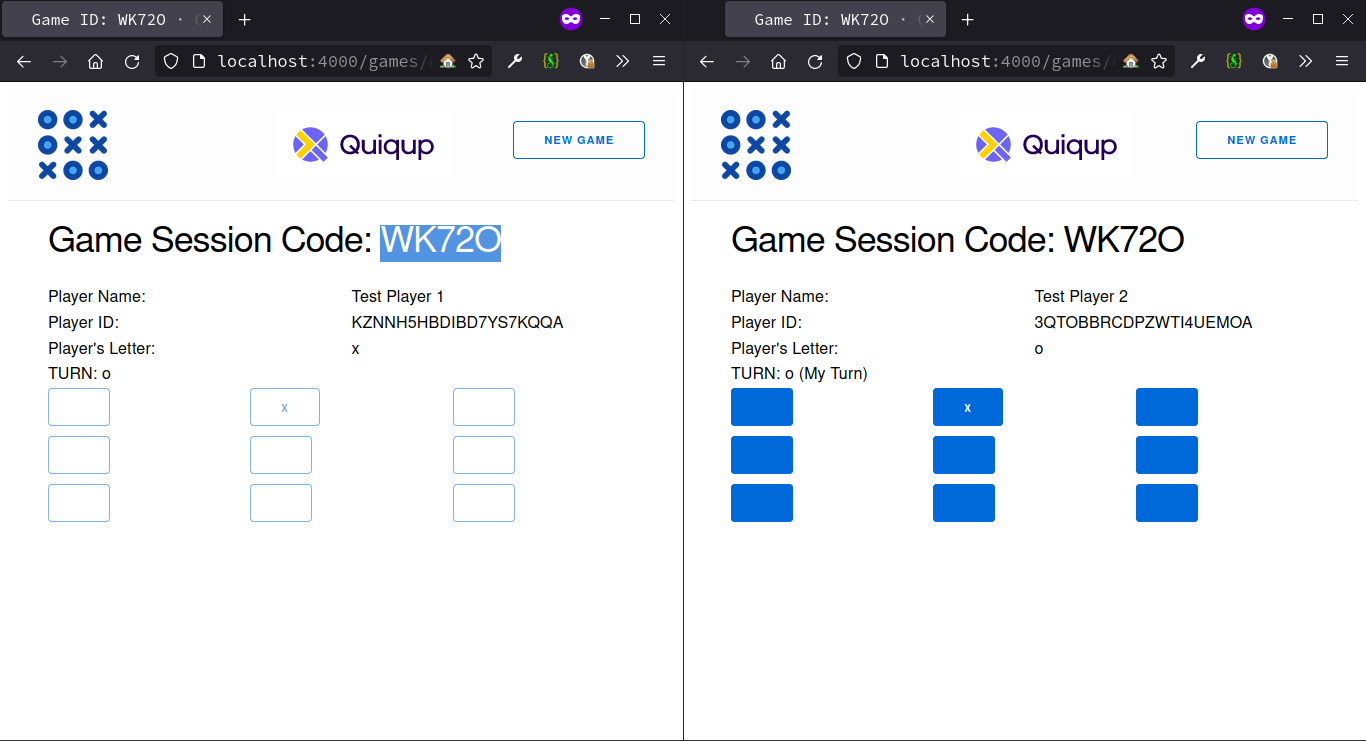 Game ID: WK72O · (
localhost:4000/games/
Quiqup
NEW GAME
Game Session Code: WK72O
Player Name: Test Player 1
Player ID: KZNNH5HBDIBD7YS7KQQA
Player's Letter: x
TURN: o
x
Game ID: WK72O · (
localhost:4000/games/
Quiqup
NEW GAME
Game Session Code: WK72O
Player Name: Test Player 2
Player ID: 3QTOBBRCDPZWTI4UEMOA
Player's Letter: o
TURN: o (My Turn)
x